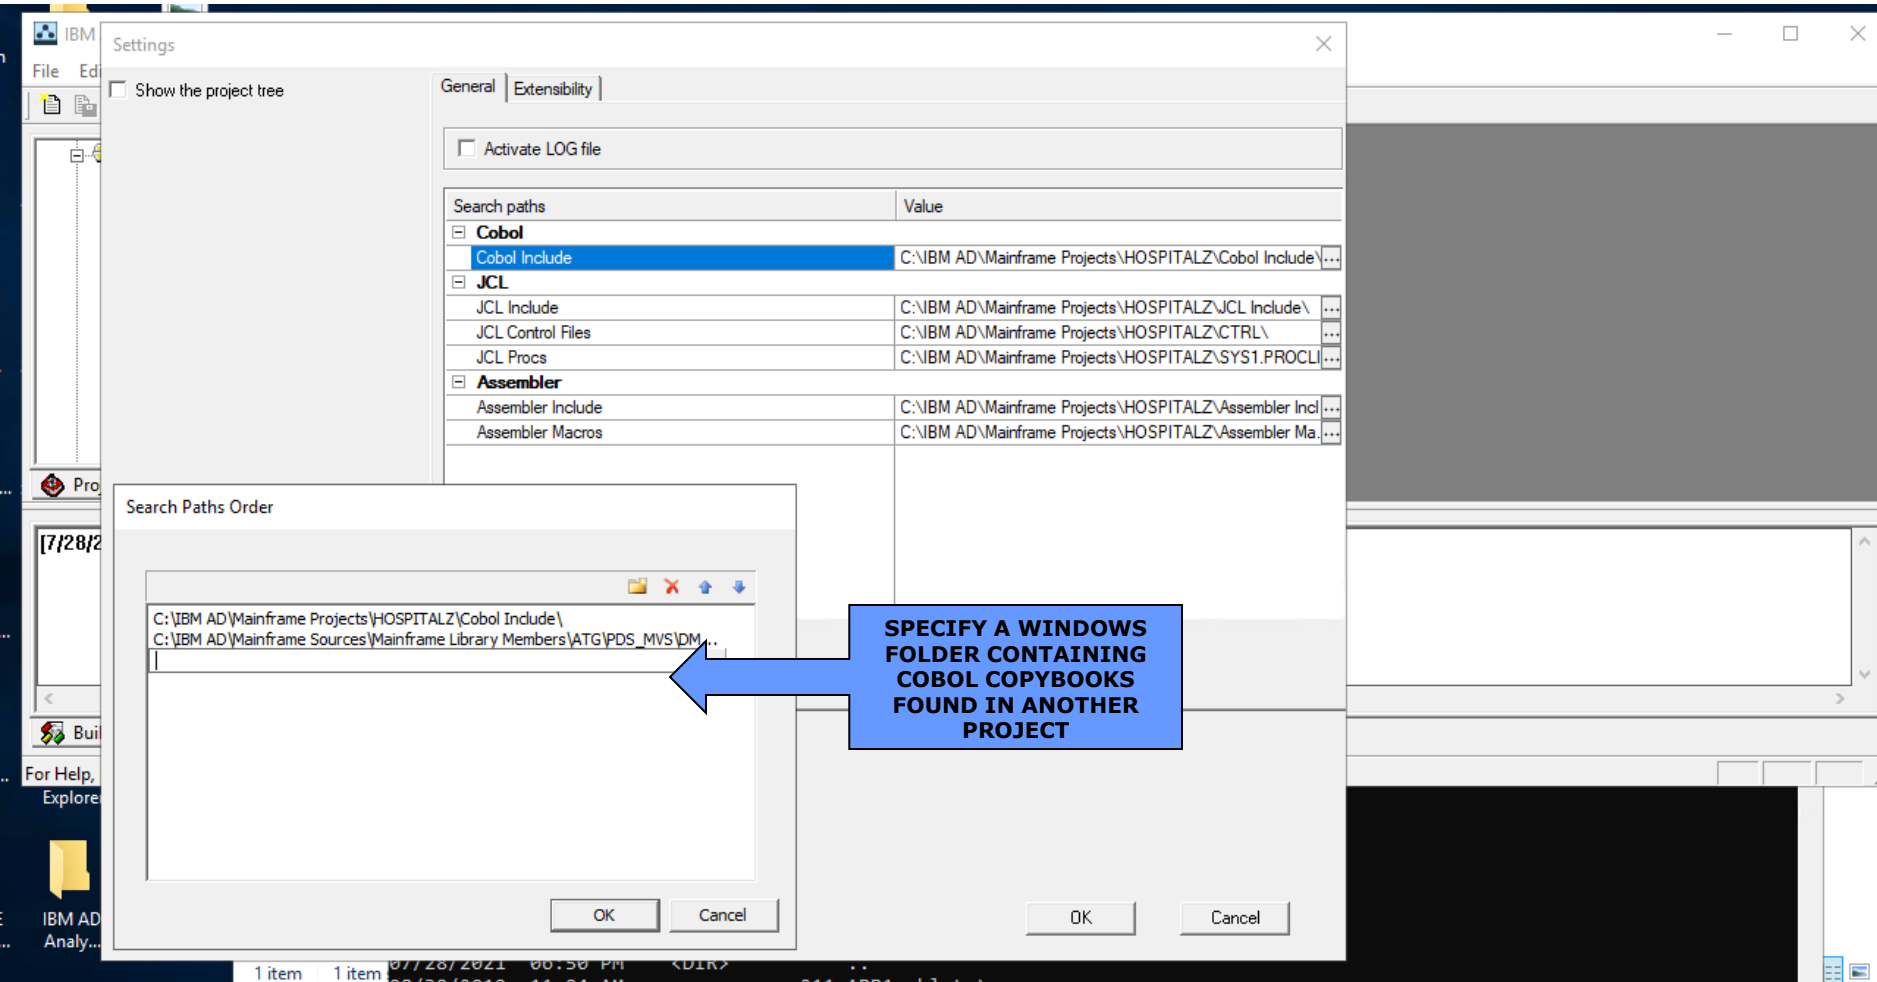 IBM
Settings
File Edi
Show the project tree
General Extensibility
Activate LOG file
Search paths Value
Cobol
Cobol Include C:\IBM AD\Mainframe Projects\HOSPITALZ\Cobol Include\ ...
JCL
JCL Include C:\IBM AD\Mainframe Projects\HOSPITALZ\JCL Include\ ...
JCL Control Files C:\IBM AD\Mainframe Projects\HOSPITALZ\CTRL\ ...
JCL Procs C:\IBM AD\Mainframe Projects\HOSPITALZ\SYS1.PROCLI ...
Assembler
Assembler Include C:\IBM AD\Mainframe Projects\HOSPITALZ\Assembler Incl ...
Assembler Macros C:\IBM AD\Mainframe Projects\HOSPITALZ\Assembler Ma... ...
Proj
Search Paths Order
[7/28/2
C:\IBM AD\Mainframe Projects\HOSPITALZ\Cobol Include\
C:\IBM AD\Mainframe Sources\Mainframe Library Members\ATG\PDS_MVS\DM...
SPECIFY A WINDOWS
FOLDER CONTAINING
COBOL COPYBOOKS
FOUND IN ANOTHER
PROJECT
Buil
For Help,
Explore
OK Cancel
OK Cancel
IBM AD
Analy...
1 item 1 item
07/28/2021 06:50 PM <DIR> ..